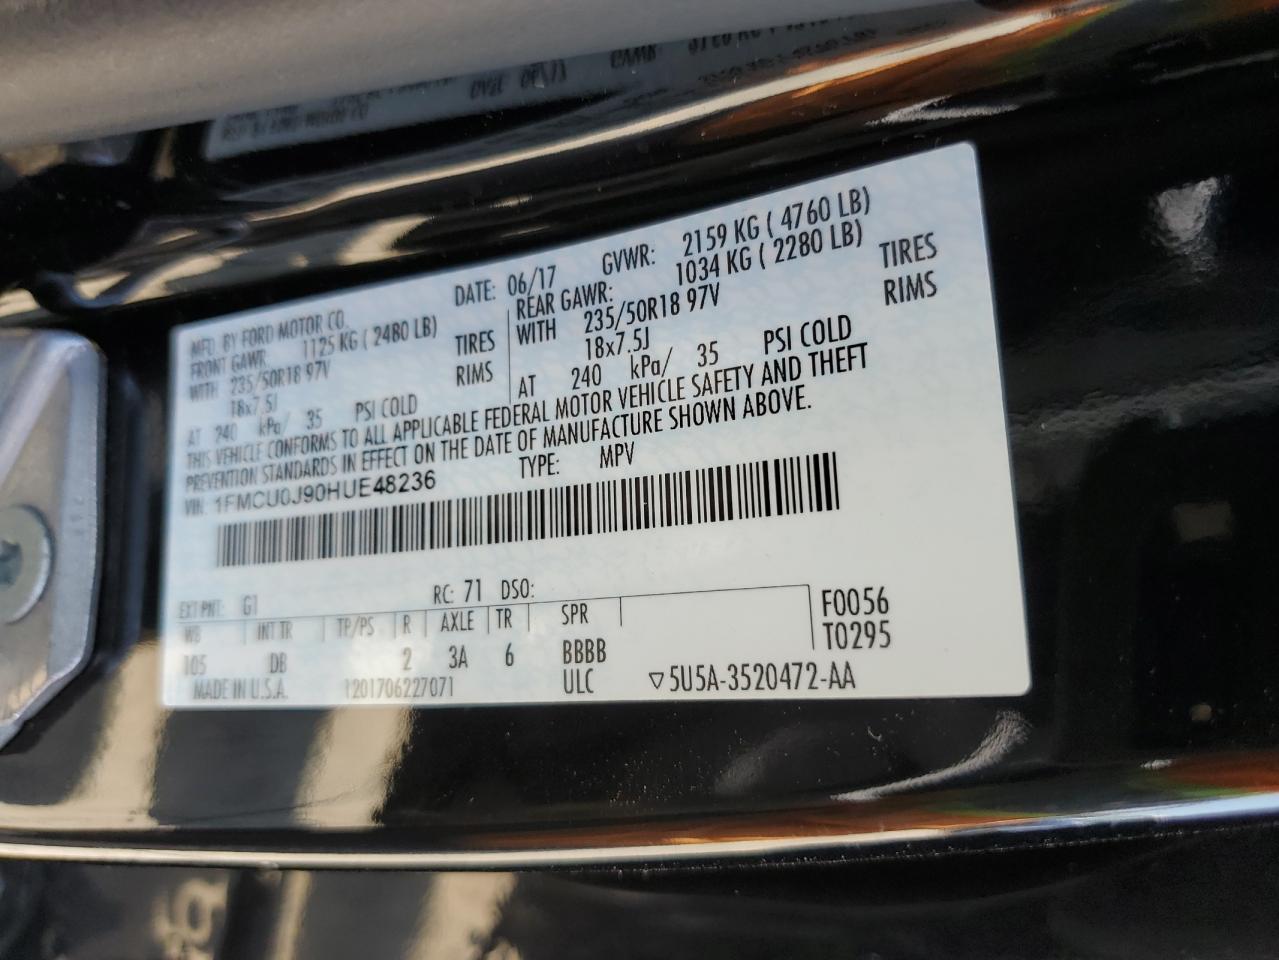 MFD. BY FORD MOTOR CO.
DATE: 06/17 GVWR: 2159 KG ( 4760 LB)
FRONT GAWR: 1125 KG ( 2480 LB)
REAR GAWR: 1034 KG ( 2280 LB)
WITH 235/50R18 97V TIRES
WITH 235/50R18 97V TIRES
18x7.5J RIMS
18x7.5J RIMS
AT 240 kPa/ 35 PSI COLD
AT 240 kPa/ 35 PSI COLD
THIS VEHICLE CONFORMS TO ALL APPLICABLE FEDERAL MOTOR VEHICLE SAFETY AND THEFT
PREVENTION STANDARDS IN EFFECT ON THE DATE OF MANUFACTURE SHOWN ABOVE.
VIN: 1FMCU0J90HUE48236 TYPE: MPV
EXT PNT: G1 RC: 71 DSO:
WB INT TR TP/PS R AXLE TR SPR F0056
105 DB 2 3A 6 BBBB T0295
MADE IN U.S.A. 1201706227071 ULC ▽5U5A-3520472-AA